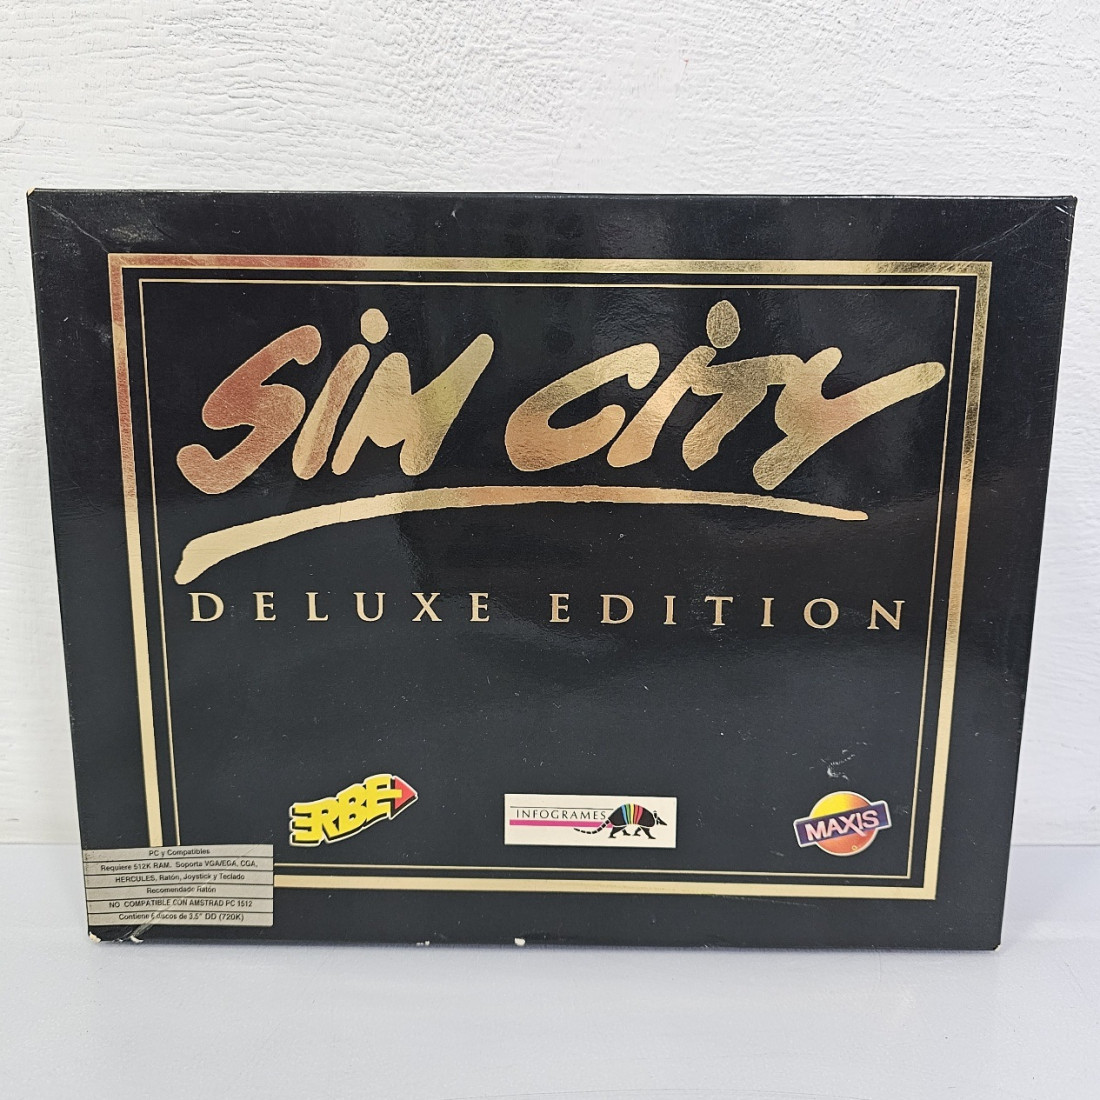 SIM CITY
DELUXE EDITION
ERBE
INFOGRAMES
MAXIS
PC y Compatibles
Requiere 512K RAM. Soporta VGA/EGA, CGA,
HERCULES, Ratón, Joystick y Teclado
Recomendado Ratón
NO COMPATIBLE CON AMSTRAD PC 1512
Contiene discos de 3.5" DD (720K)